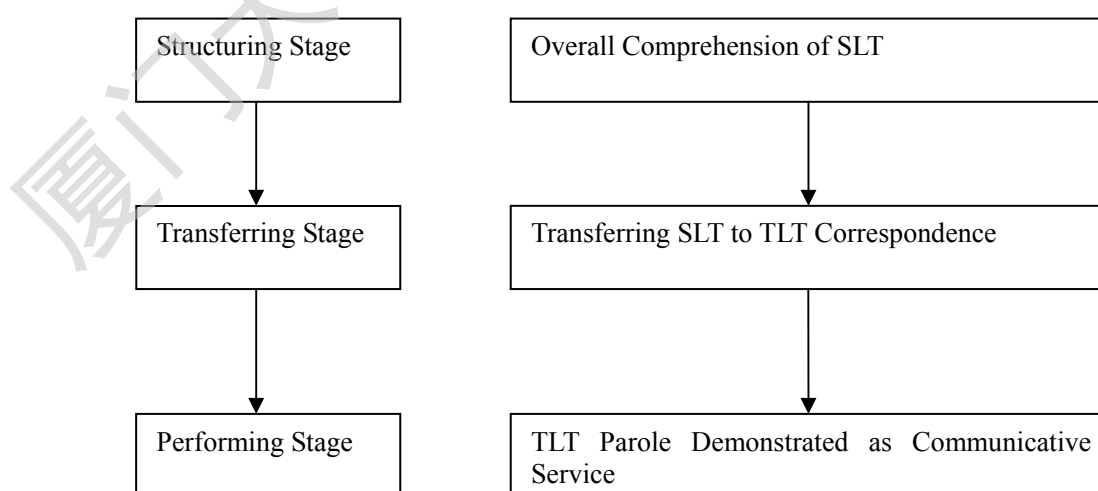 Structuring Stage
Overall Comprehension of SLT
Transferring Stage
Transferring SLT to TLT Correspondence
Performing Stage
TLT Parole Demonstrated as Communicative
Service
厦门大